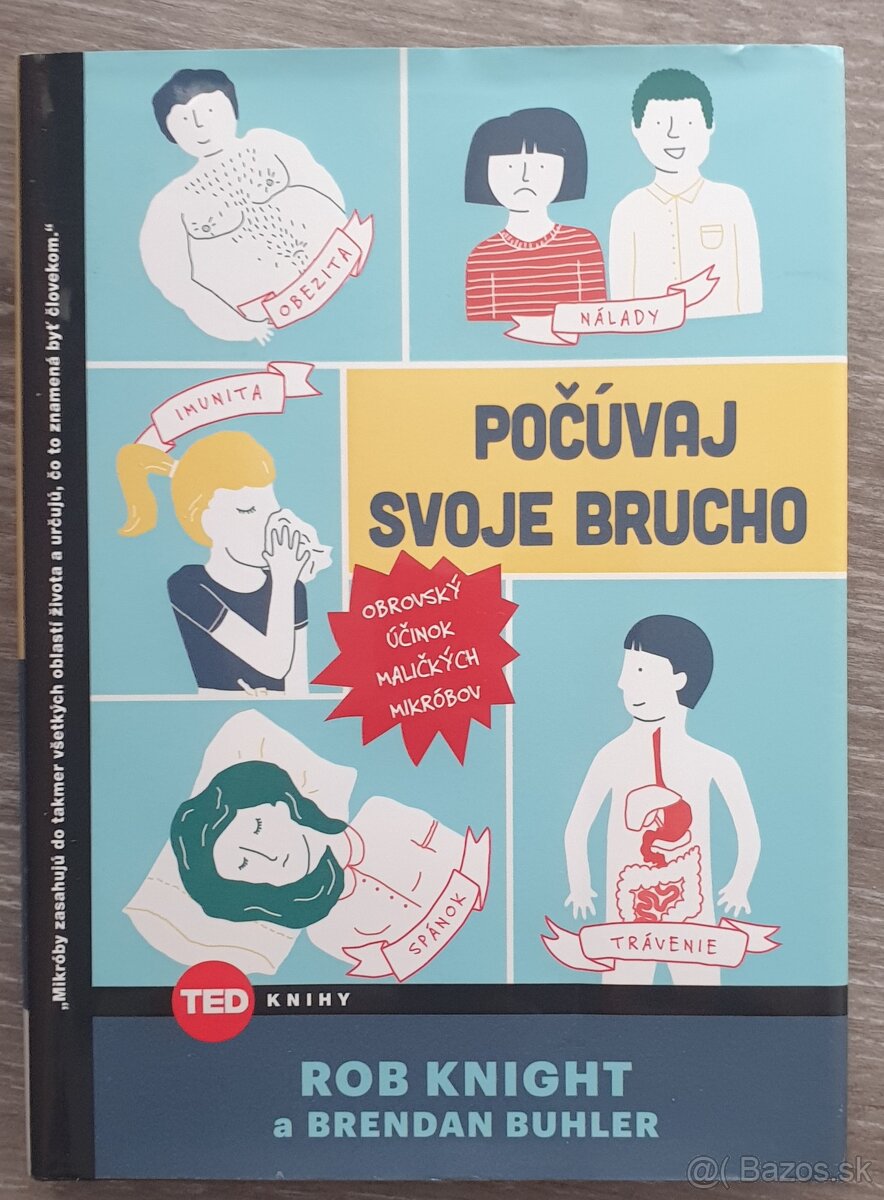 „Mikróby zasahujú do takmer všetkých oblastí života a určujú, čo to znamená byť človekom.“
OBEZITA
NÁLADY
IMUNITA
POČÚVAJ
SVOJE BRUCHO
OBROVSKÝ
ÚČINOK
MALIČKÝCH
MIKRÓBOV
SPÁNOK
TRÁVENIE
TED KNIHY
ROB KNIGHT
a BRENDAN BUHLER
@( Bazos.sk